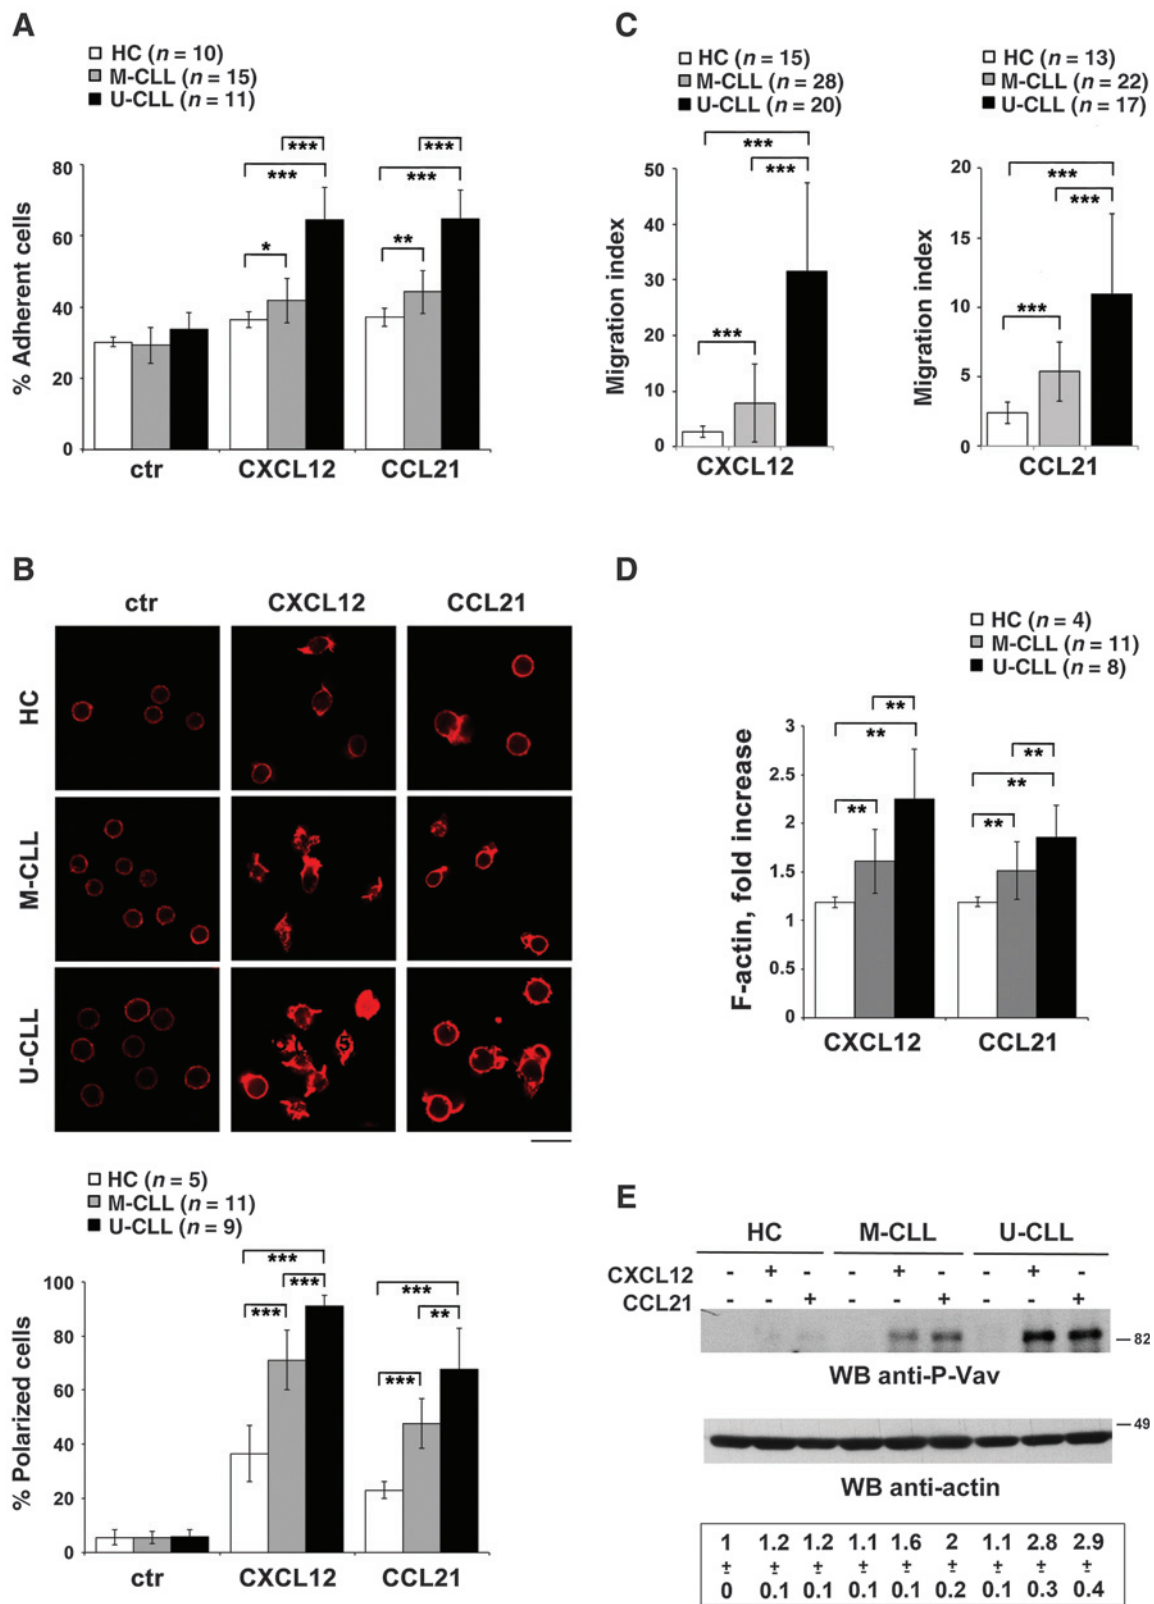 A
HC (n = 10)
M-CLL (n = 15)
U-CLL (n = 11)
% Adherent cells
80
60
40
20
0
*** ***
*** ***
* **
ctr CXCL12 CCL21
B
ctr CXCL12 CCL21
HC
M-CLL
U-CLL
5
HC (n = 5)
M-CLL (n = 11)
U-CLL (n = 9)
% Polarized cells
100
80
60
40
20
0
***
*** ***
*** **
***
ctr CXCL12 CCL21
C
HC (n = 15)
M-CLL (n = 28)
U-CLL (n = 20)
Migration index
50
40
30
20
10
0
***
***
***
CXCL12
HC (n = 13)
M-CLL (n = 22)
U-CLL (n = 17)
Migration index
20
15
10
5
0
***
***
***
CCL21
D
HC (n = 4)
M-CLL (n = 11)
U-CLL (n = 8)
F-actin, fold increase
3
2.5
2
1.5
1
0.5
0
**
** **
**
** **
CXCL12 CCL21
E
HC M-CLL U-CLL
CXCL12 - + - - + - - + -
CCL21 - - + - - + - - +
82
WB anti-P-Vav
49
WB anti-actin
1 1.2 1.2 1.1 1.6 2 1.1 2.8 2.9
± ± ± ± ± ± ± ± ±
0 0.1 0.1 0.1 0.1 0.2 0.1 0.3 0.4